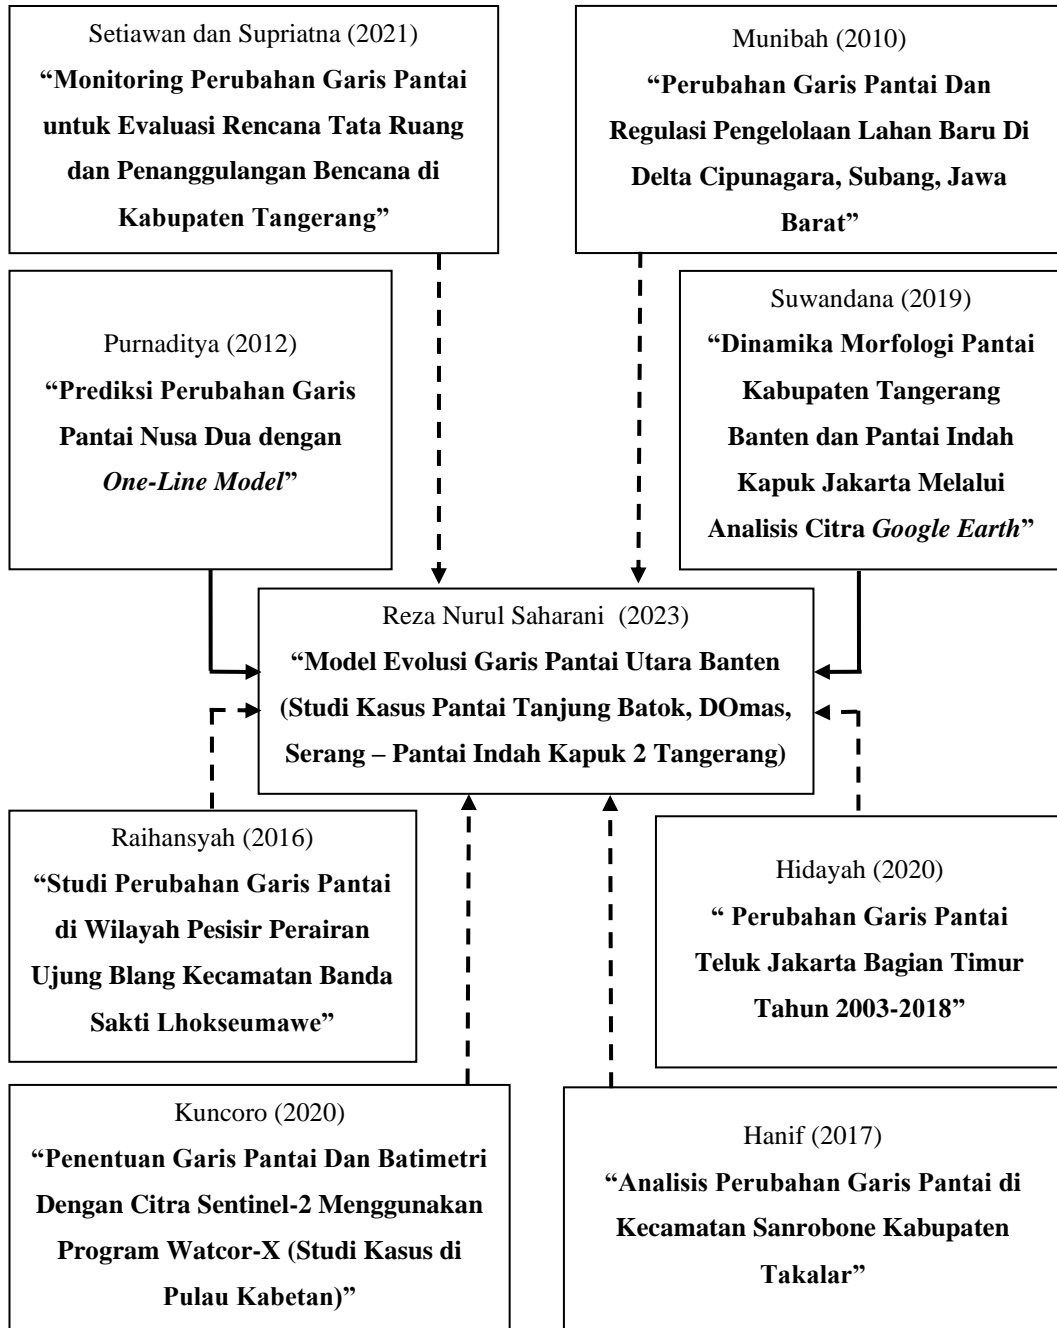 Setiawan dan Supriatna (2021)
“Monitoring Perubahan Garis Pantai
untuk Evaluasi Rencana Tata Ruang
dan Penanggulangan Bencana di
Kabupaten Tangerang”
Munibah (2010)
“Perubahan Garis Pantai Dan
Regulasi Pengelolaan Lahan Baru Di
Delta Cipunagara, Subang, Jawa
Barat”
Purnaditya (2012)
“Prediksi Perubahan Garis
Pantai Nusa Dua dengan
One-Line Model”
Suwandana (2019)
“Dinamika Morfologi Pantai
Kabupaten Tangerang
Banten dan Pantai Indah
Kapuk Jakarta Melalui
Analisis Citra Google Earth”
Reza Nurul Saharani  (2023)
“Model Evolusi Garis Pantai Utara Banten
(Studi Kasus Pantai Tanjung Batok, DOmas,
Serang – Pantai Indah Kapuk 2 Tangerang)
Raihansyah (2016)
“Studi Perubahan Garis Pantai
di Wilayah Pesisir Perairan
Ujung Blang Kecamatan Banda
Sakti Lhokseumawe”
Hidayah (2020)
“ Perubahan Garis Pantai
Teluk Jakarta Bagian Timur
Tahun 2003-2018”
Kuncoro (2020)
“Penentuan Garis Pantai Dan Batimetri
Dengan Citra Sentinel-2 Menggunakan
Program Watcor-X (Studi Kasus di
Pulau Kabetan)”
Hanif (2017)
“Analisis Perubahan Garis Pantai di
Kecamatan Sanrobone Kabupaten
Takalar”